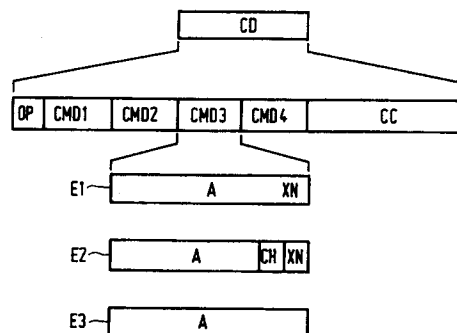 CD
OP CMD1 CMD2 CMD3 CMD4 CC
E1 A XN
E2 A CH XN
E3 A